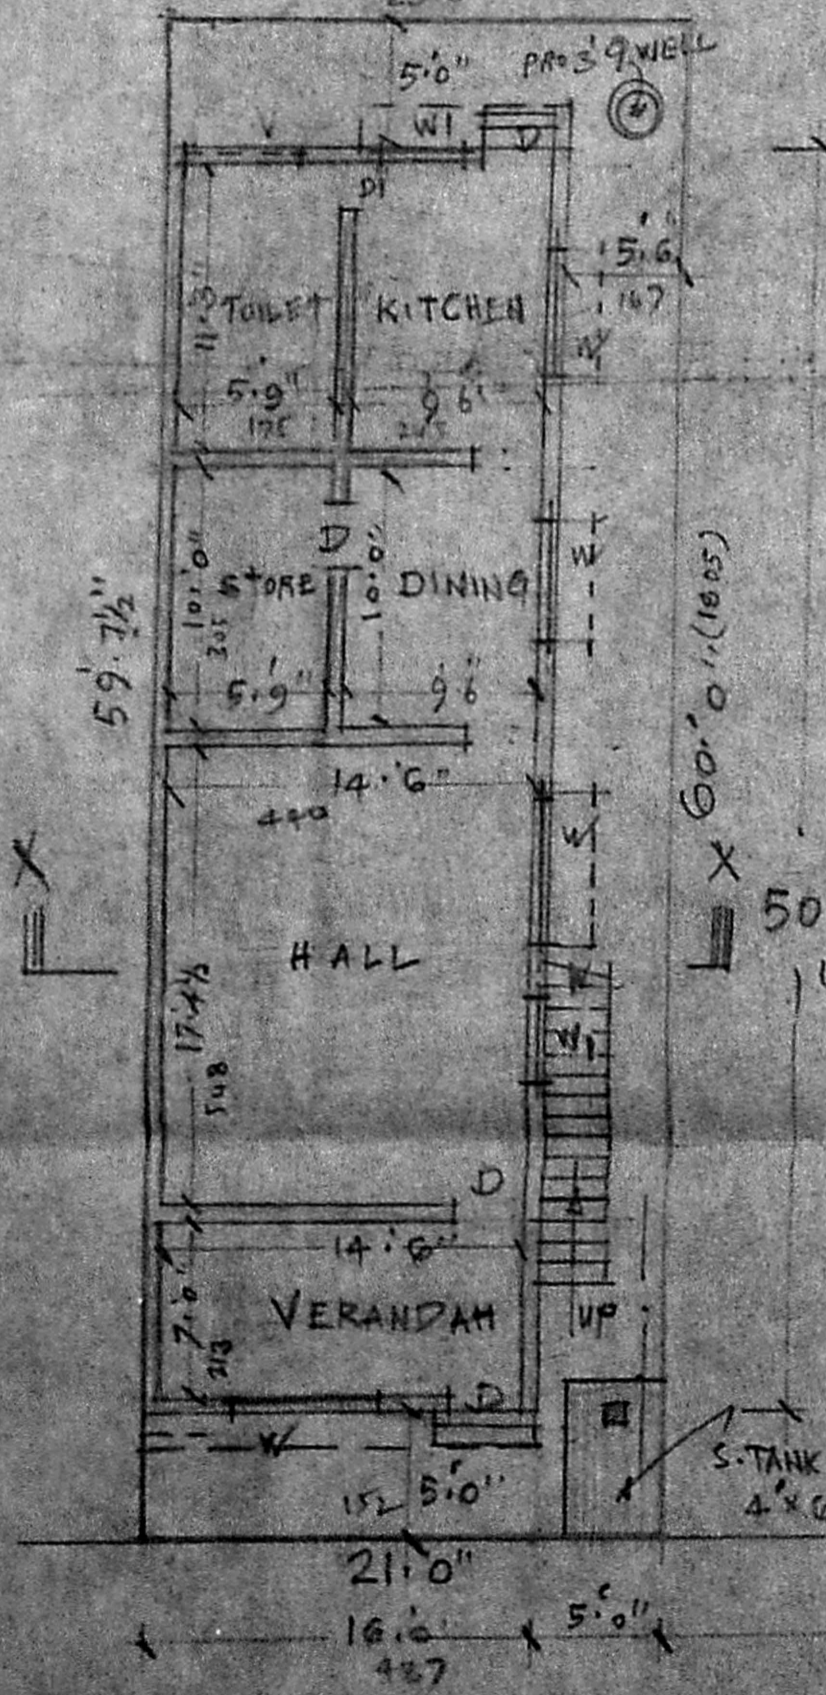 5'.0"
PRO 3' 9 WELL
V
W1
D
D1
5'.6"
167
TOILET
KITCHEN
W1
5'.9"
9'6"
175
D
10'.0"
305
STORE
10'.0"
DINING
W
59'.7½"
60'.0".(1805)
5'.9"
9'6"
14'.6"
440
W
X
X
50
HALL
17'.4½
548
W1
D
14'.6"
7'.0"
213
VERANDAH
UP
D
W
S.TANK
4'x
152
5'.0"
21'.0"
16'.0"
5'.0"
487